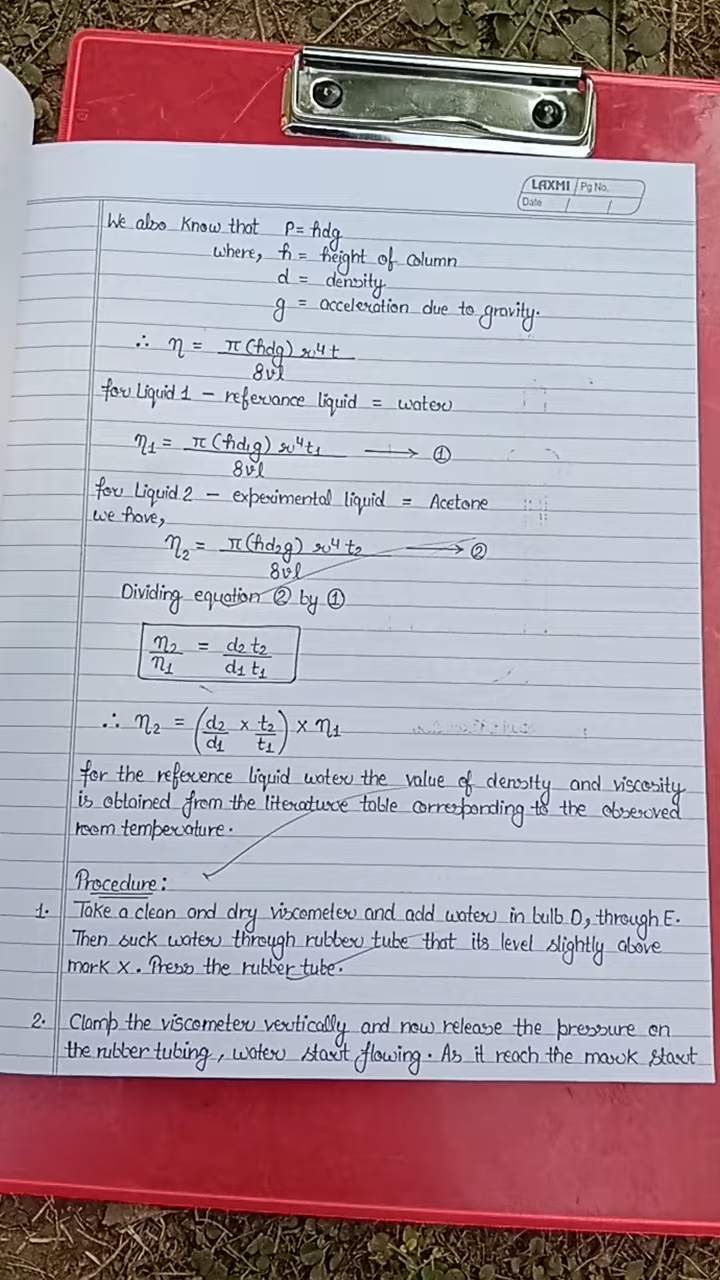 LAXMI Pg No.
Date / /
We also Know that P = hdg
where, h = height of column
d = density
g = acceleration due to gravity.
∴ η = π(hdg) r⁴t / 8vl
for Liquid 1 – referance liquid = water
η₁ = π(hd₁g) r⁴t₁ / 8vl ⟶ ①
for Liquid 2 – experimental liquid = Acetone
we have,
η₂ = π(hd₂g) r⁴t₂ / 8vl ⟶ ②
Dividing equation ② by ①
η₂/η₁ = d₂t₂/d₁t₁
∴ η₂ = (d₂/d₁ × t₂/t₁) × η₁
for the reference liquid water the value of density and viscosity
is obtained from the literature table corresponding to the observed
room temperature.
Procedure:
1. Take a clean and dry viscometer and add water in bulb D, through E.
Then suck water through rubber tube that its level slightly above
mark X. Press the rubber tube.
2. Clamp the viscometer vertically and now release the pressure on
the rubber tubing, water start flowing. As it reach the mark start